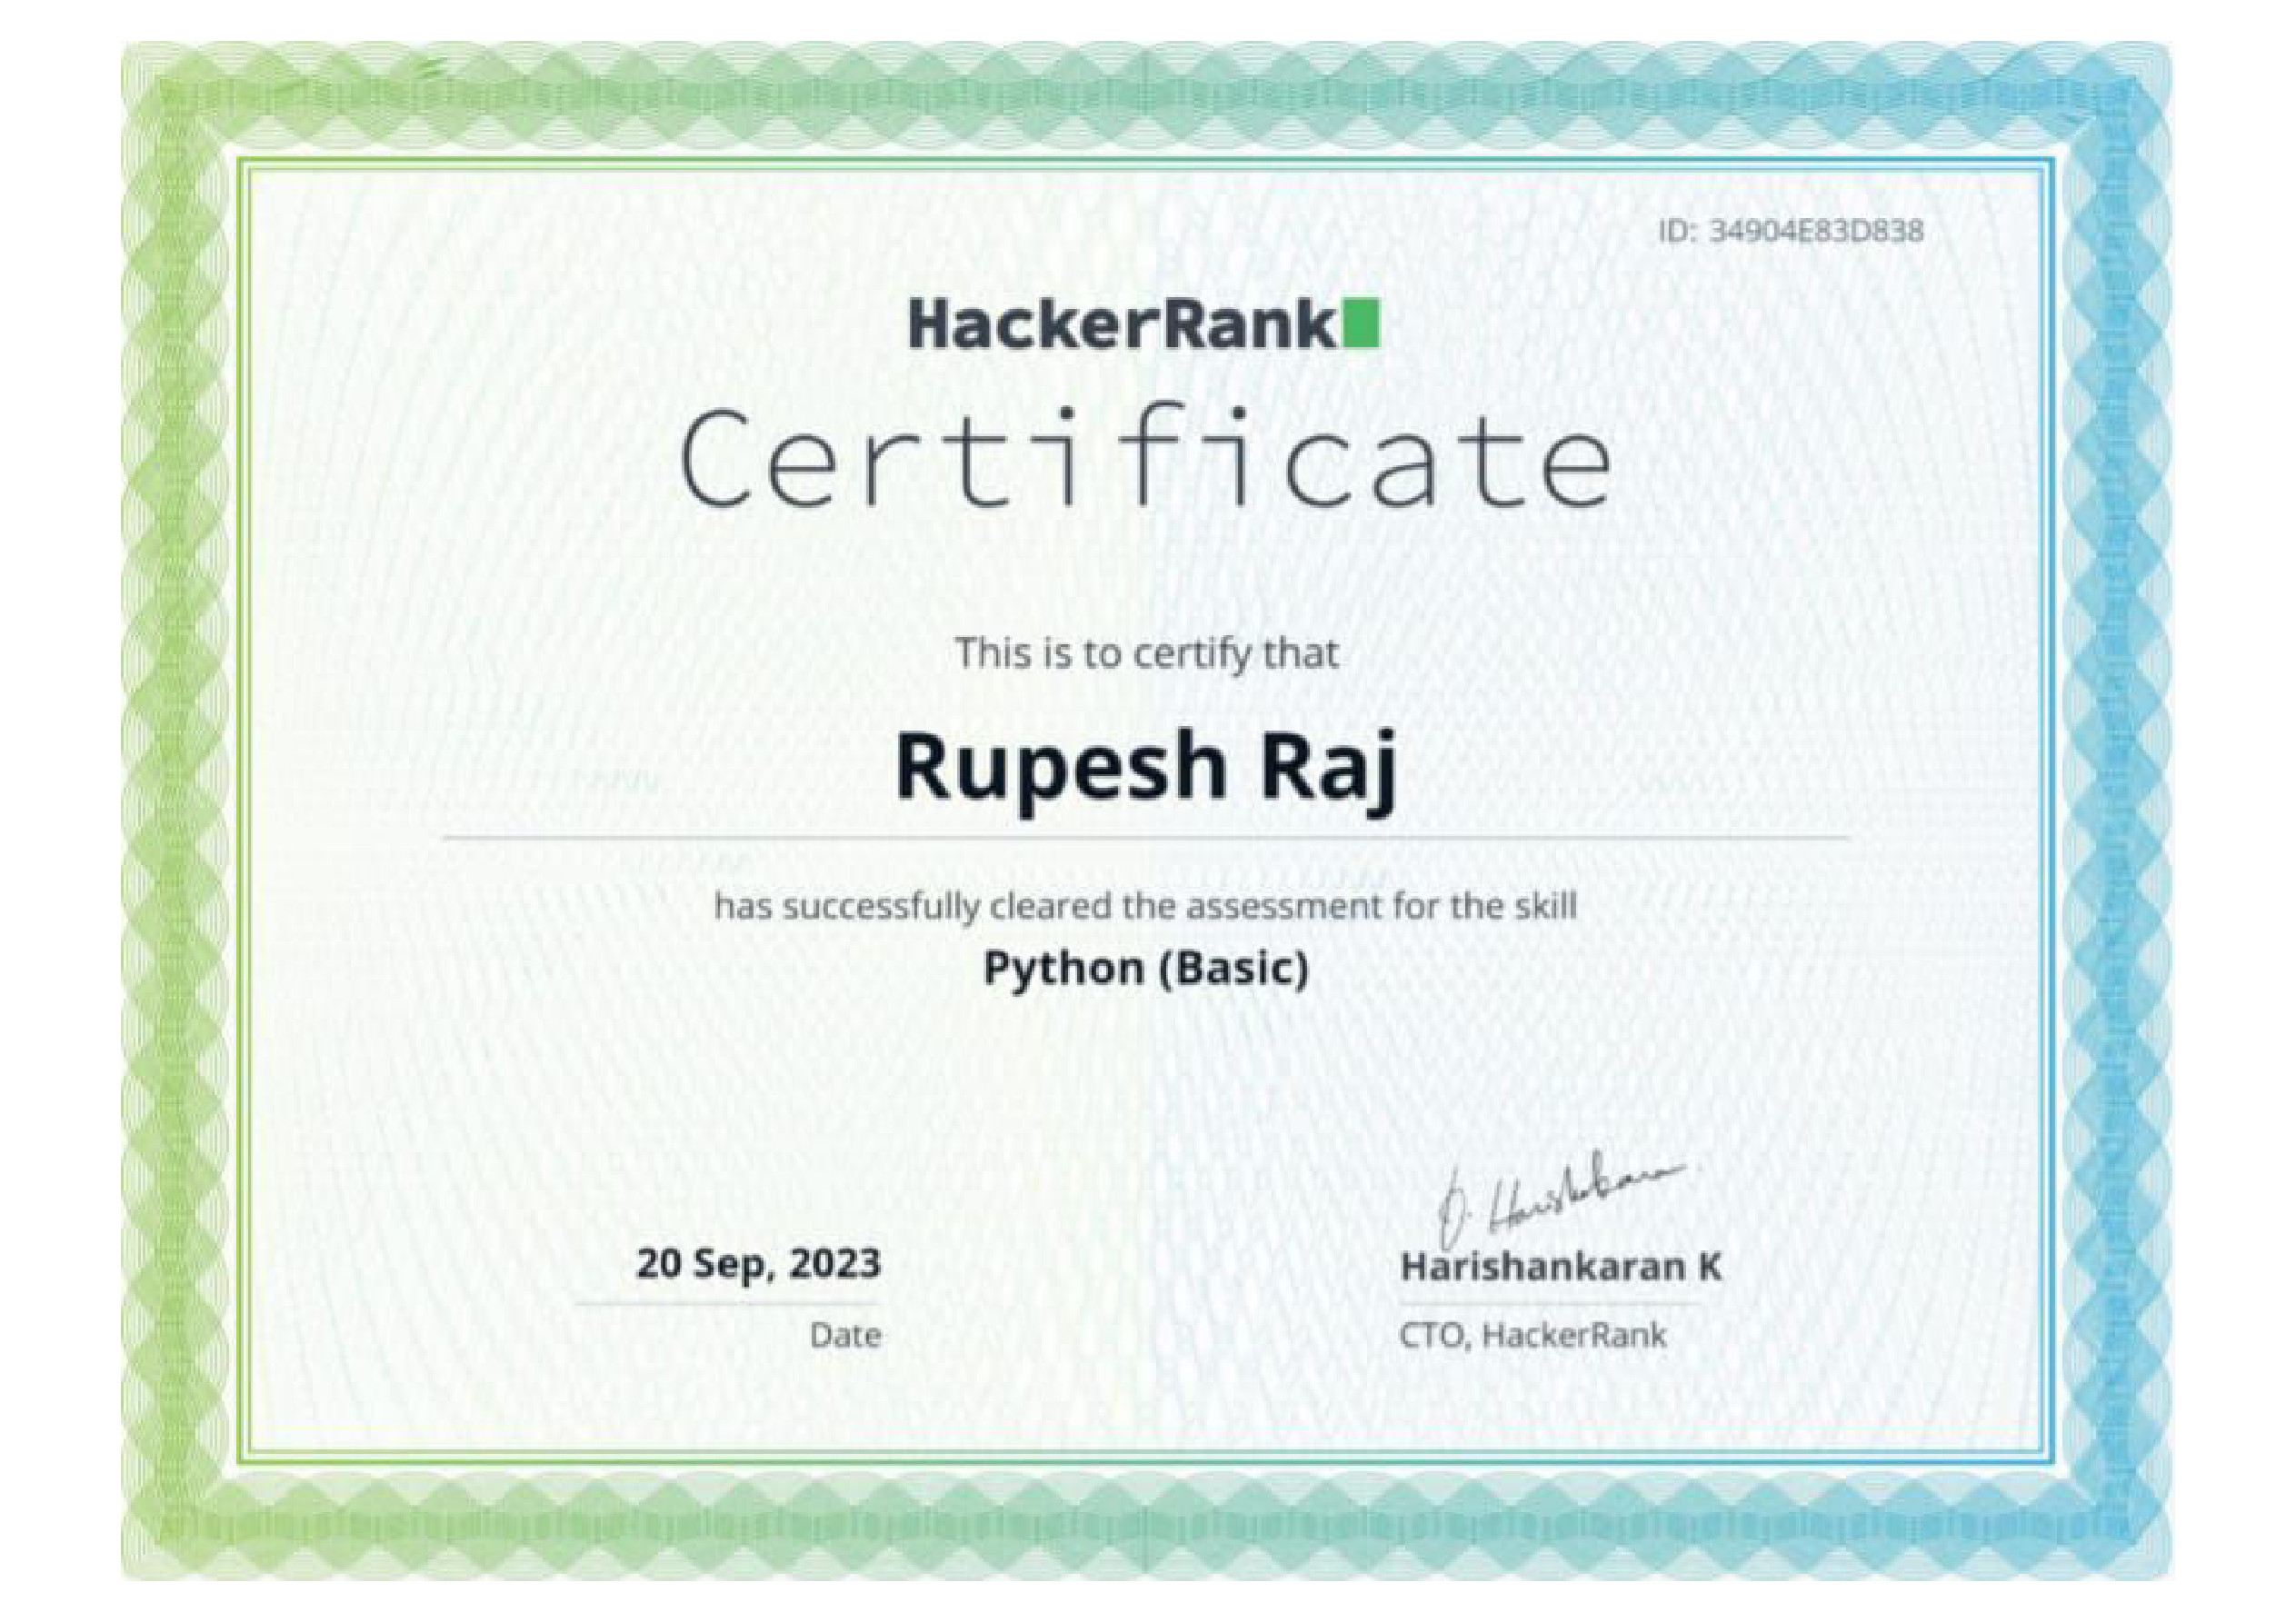 ID: 34904E83D838
HackerRank
Certificate
This is to certify that
Rupesh Raj
has successfully cleared the assessment for the skill
Python (Basic)
20 Sep, 2023
Date
Harishankaran K
CTO, HackerRank